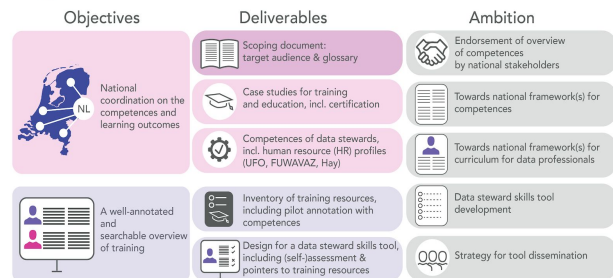 Objectives
National
coordination on the
competences and
learning outcomes
NL
A well-annotated
and
searchable overview
of training
Deliverables
Scoping document:
target audience & glossary
Case studies for training
and education, incl. certification
Competences of data stewards,
incl. human resource (HR) profiles
(UFO, FUWAVAZ, Hay)
Inventory of training resources,
including pilot annotation with
competences
Design for a data steward skills tool,
including (self-)assessment &
pointers to training resources
Ambition
Endorsement of overview
of competences
by national stakeholders
Towards national framework(s) for
competences
Towards national framework(s) for
curriculum for data professionals
Data steward skills tool
development
Strategy for tool dissemination